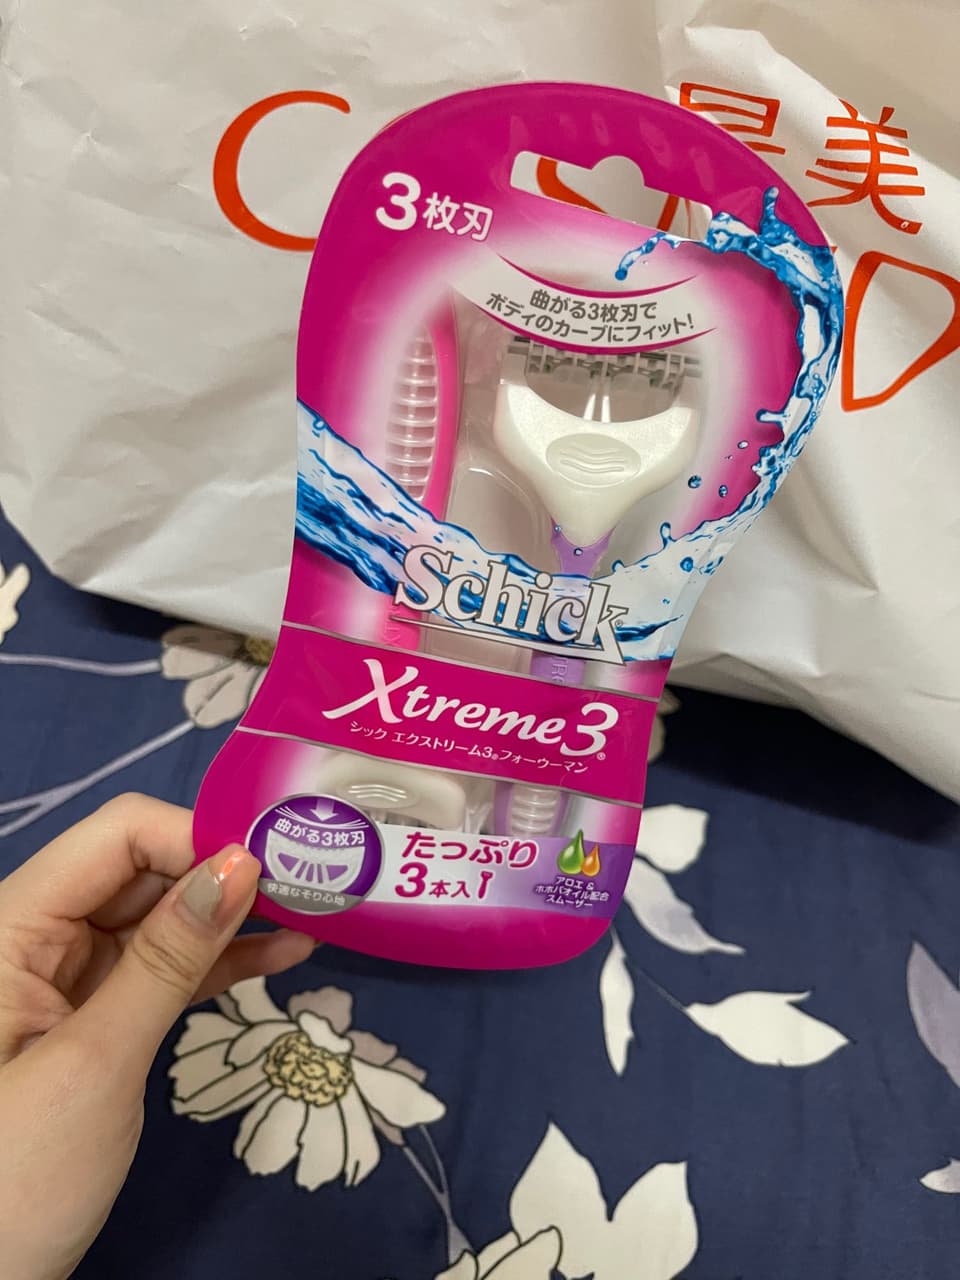 C S M D
美
3枚刃
曲がる3枚刃で
ボディのカーブにフィット!
Schick®
Xtreme3®
シック エクストリーム3®フォーウーマン
曲がる3枚刃
快適なそり心地
たっぷり
3本入
アロエ &
ホホバオイル配合
スムーザー